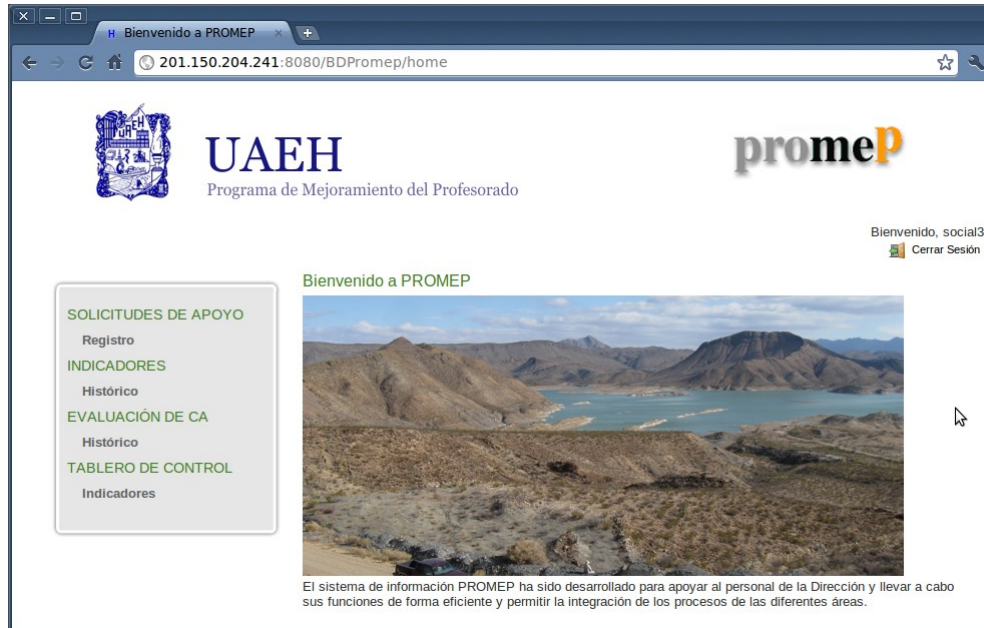 Bienvenido a PROMEP
201.150.204.241:8080/BDPromep/home
UAEH
UAEH
Programa de Mejoramiento del Profesorado
promep
Bienvenido, social3
Cerrar Sesión
SOLICITUDES DE APOYO
Registro
INDICADORES
Histórico
EVALUACIÓN DE CA
Histórico
TABLERO DE CONTROL
Indicadores
Bienvenido a PROMEP
El sistema de información PROMEP ha sido desarrollado para apoyar al personal de la Dirección y llevar a cabo
sus funciones de forma eficiente y permitir la integración de los procesos de las diferentes áreas.